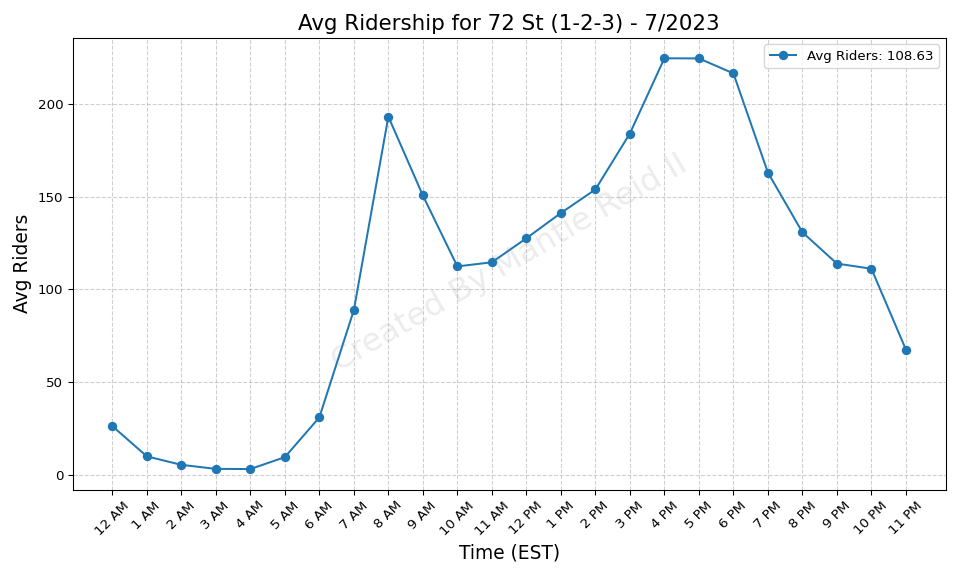 Avg Ridership for 72 St (1-2-3) - 7/2023
Avg Riders: 108.63
Avg Riders
200
150
100
50
0
Created By Mantle Reid II
12 AM
1 AM
2 AM
3 AM
4 AM
5 AM
6 AM
7 AM
8 AM
9 AM
10 AM
11 AM
12 PM
1 PM
2 PM
3 PM
4 PM
5 PM
6 PM
7 PM
8 PM
9 PM
10 PM
11 PM
Time (EST)